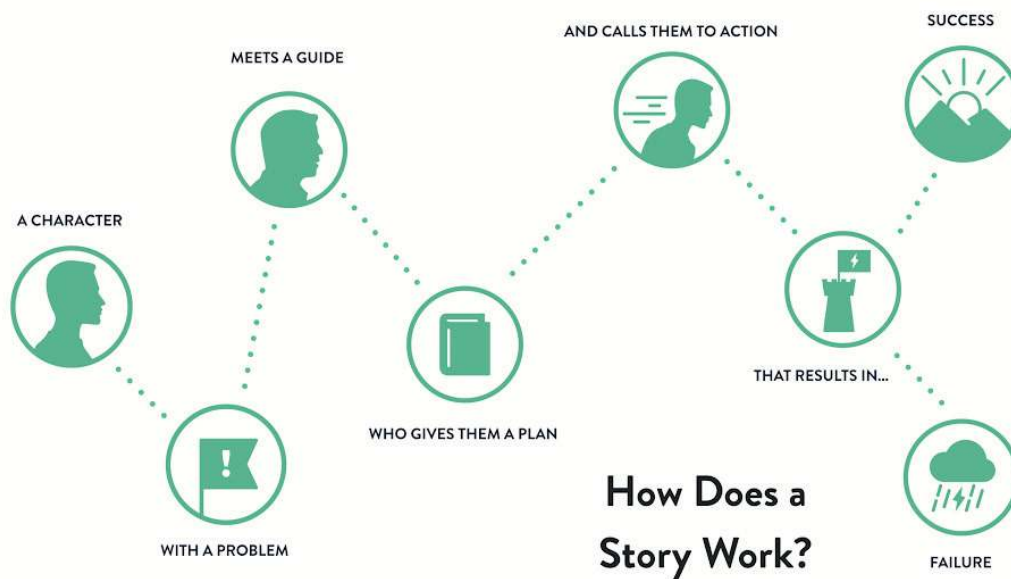 A CHARACTER
WITH A PROBLEM
!
MEETS A GUIDE
WHO GIVES THEM A PLAN
AND CALLS THEM TO ACTION
THAT RESULTS IN...
SUCCESS
FAILURE
How Does a
Story Work?